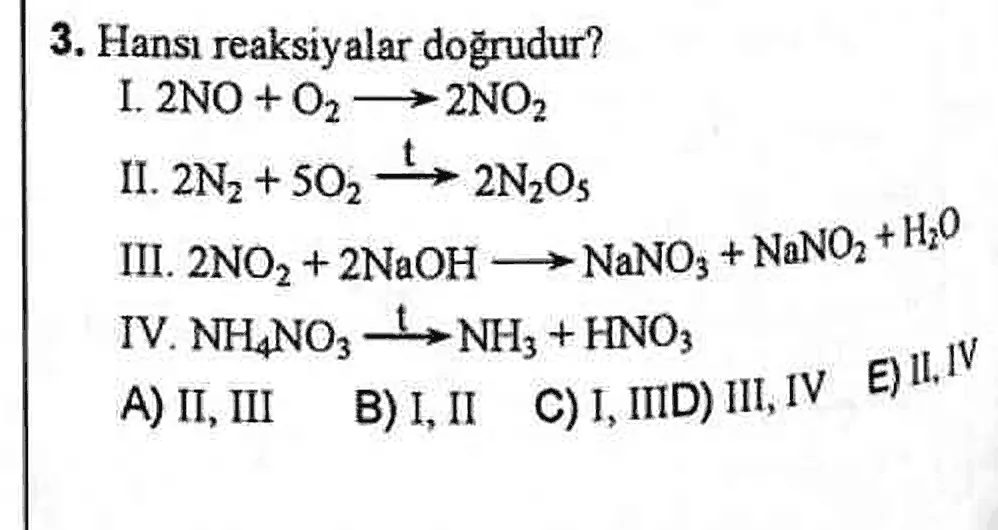 3. Hansı reaksiyalar doğrudur?
I. 2NO + O₂ ⟶ 2NO₂
II. 2N₂ + 5O₂ —t→ 2N₂O₅
III. 2NO₂ + 2NaOH ⟶ NaNO₃ + NaNO₂ + H₂O
IV. NH₄NO₃ —t→ NH₃ + HNO₃
A) II, III B) I, II C) I, III D) III, IV E) II, IV